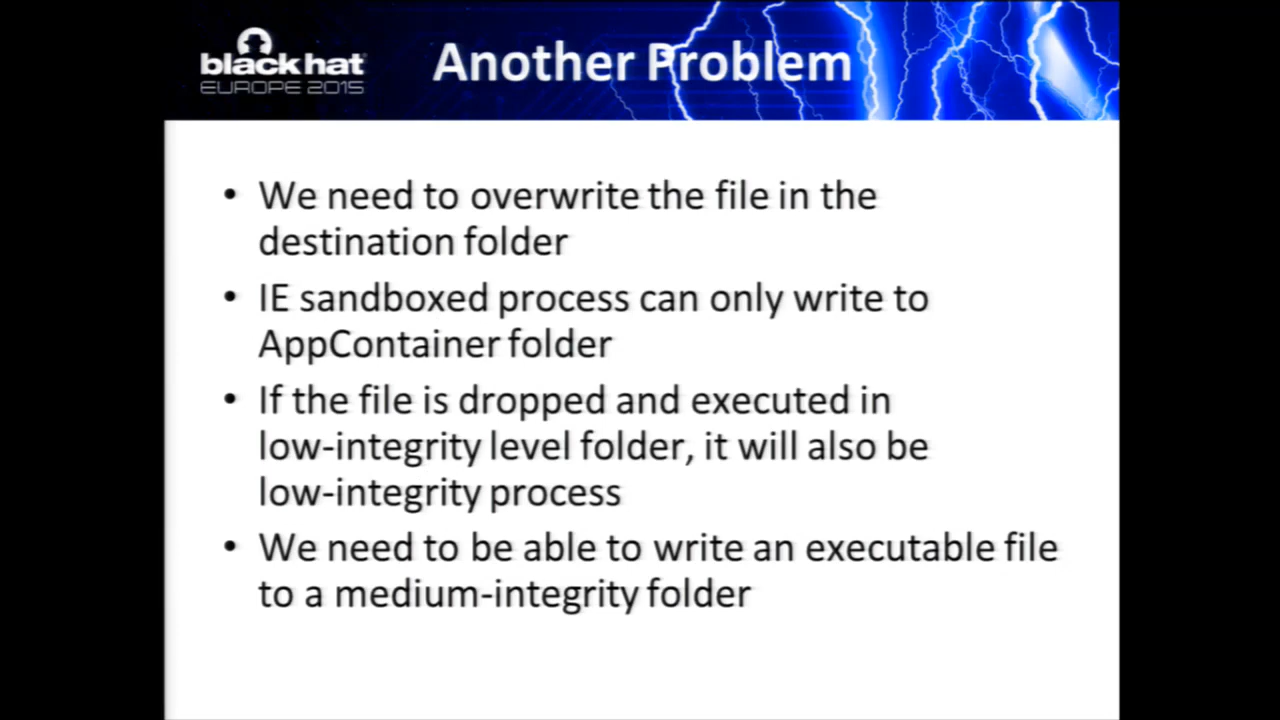 black hat
EUROPE 2015
Another Problem
• We need to overwrite the file in the
destination folder
• IE sandboxed process can only write to
AppContainer folder
• If the file is dropped and executed in
low-integrity level folder, it will also be
low-integrity process
• We need to be able to write an executable file
to a medium-integrity folder